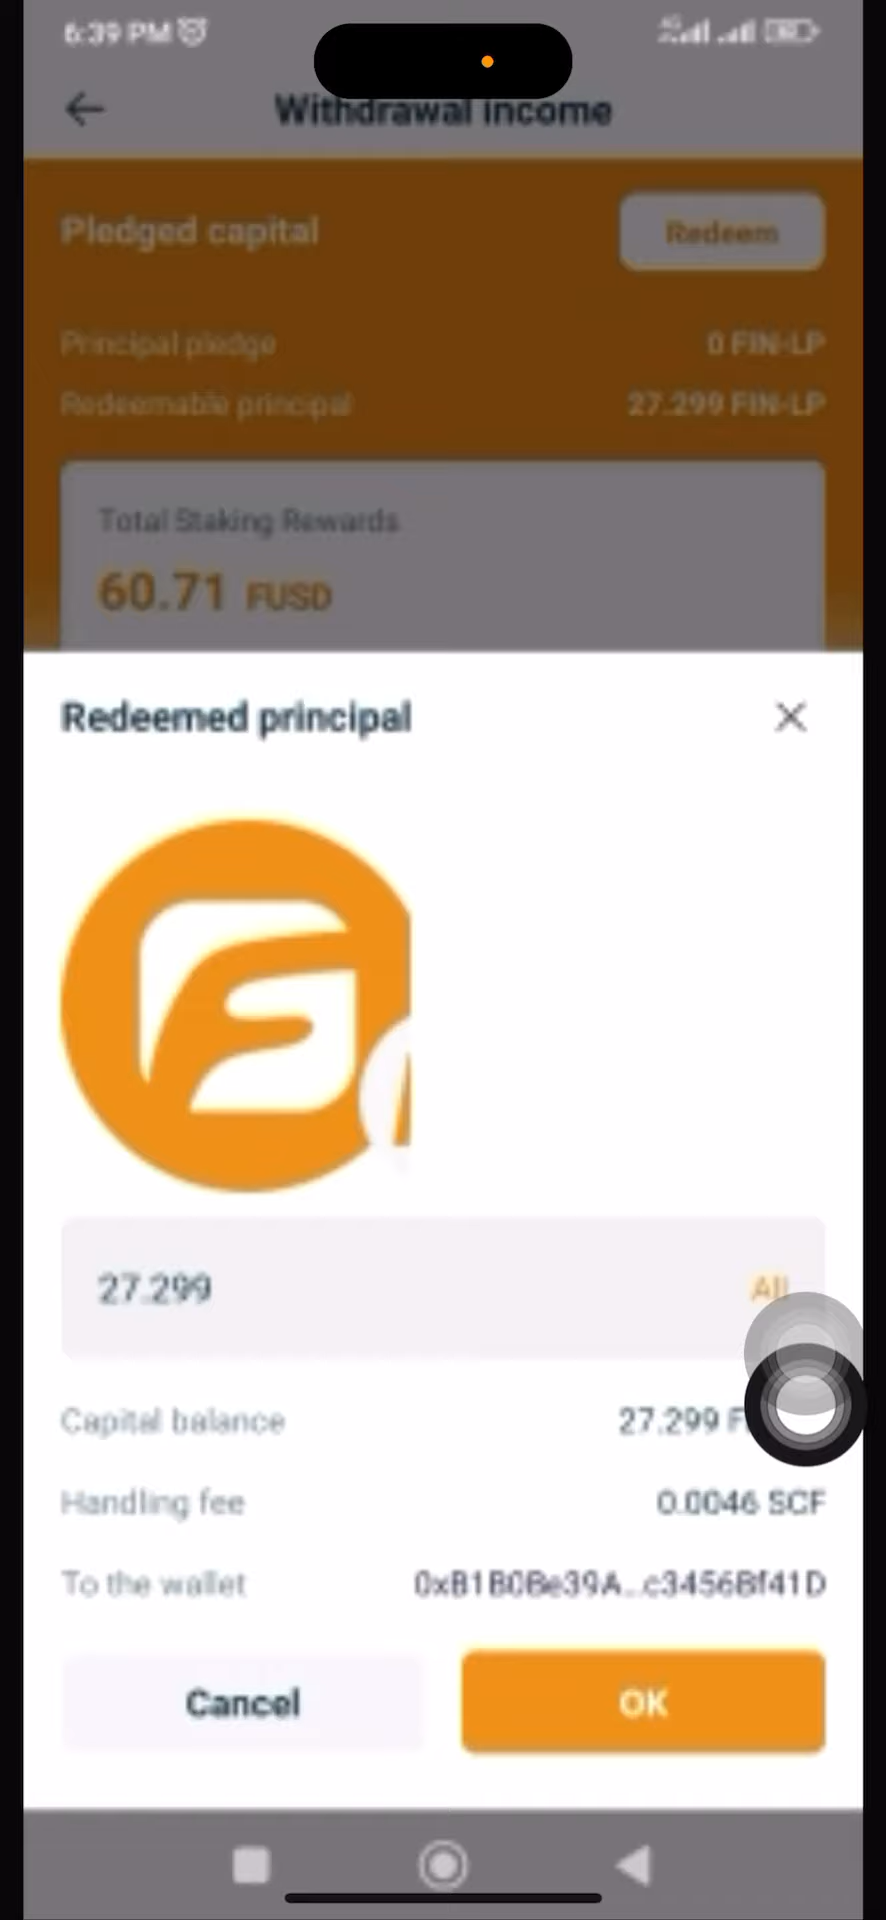 6:39 PM
Withdrawal income
Pledged capital
Redeem
Principal pledge
0 FIN-LP
Redeemable principal
27.299 FIN-LP
Total Staking Rewards
60.71 FUSD
Redeemed principal
27.299
All
Capital balance
27.299
Handling fee
0.0046 SCF
To the wallet
0xB1B0Be39A...c3456Bf41D
Cancel
OK